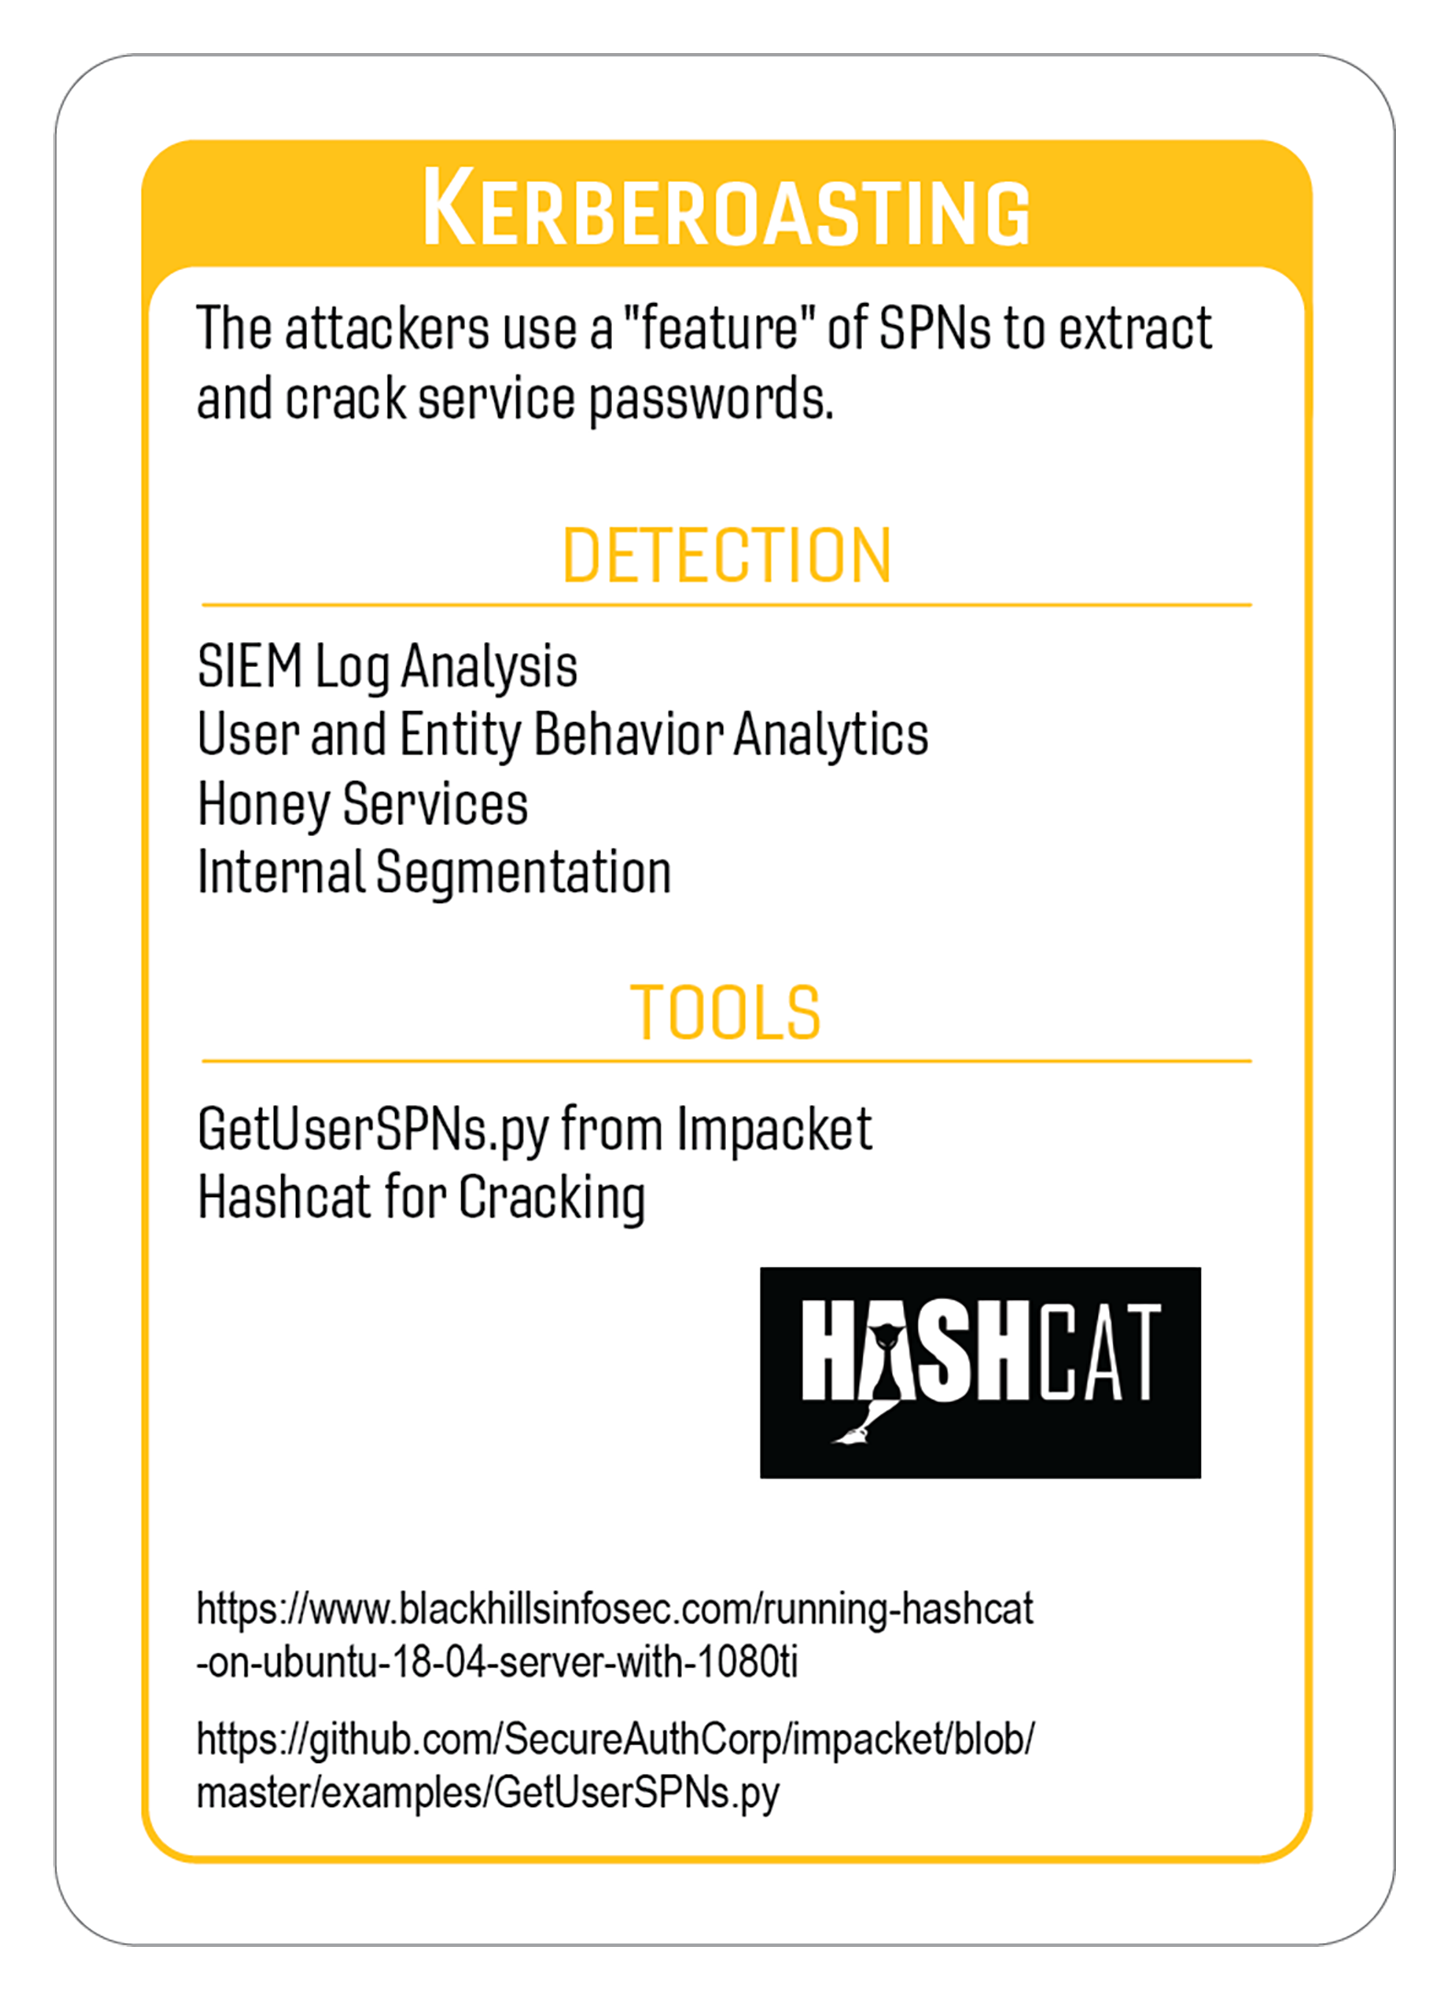 KERBEROASTING
The attackers use a "feature" of SPNs to extract
and crack service passwords.
DETECTION
SIEM Log Analysis
User and Entity Behavior Analytics
Honey Services
Internal Segmentation
TOOLS
GetUserSPNs.py from Impacket
Hashcat for Cracking
HASHCAT
https://www.blackhillsinfosec.com/running-hashcat
-on-ubuntu-18-04-server-with-1080ti
https://github.com/SecureAuthCorp/impacket/blob/
master/examples/GetUserSPNs.py